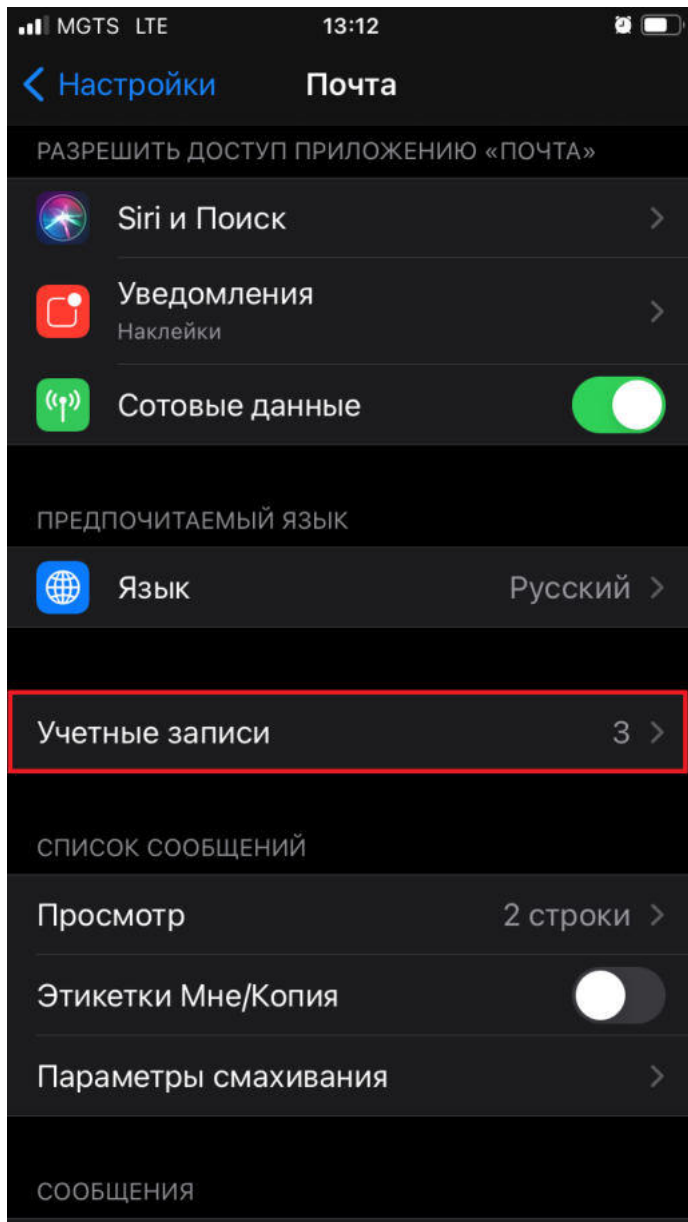 MGTS LTE 13:12
Настройки Почта
РАЗРЕШИТЬ ДОСТУП ПРИЛОЖЕНИЮ «ПОЧТА»
Siri и Поиск
Уведомления
Наклейки
Сотовые данные
ПРЕДПОЧИТАЕМЫЙ ЯЗЫК
Язык Русский
Учетные записи 3
СПИСОК СООБЩЕНИЙ
Просмотр 2 строки
Этикетки Мне/Копия
Параметры смахивания
СООБЩЕНИЯ